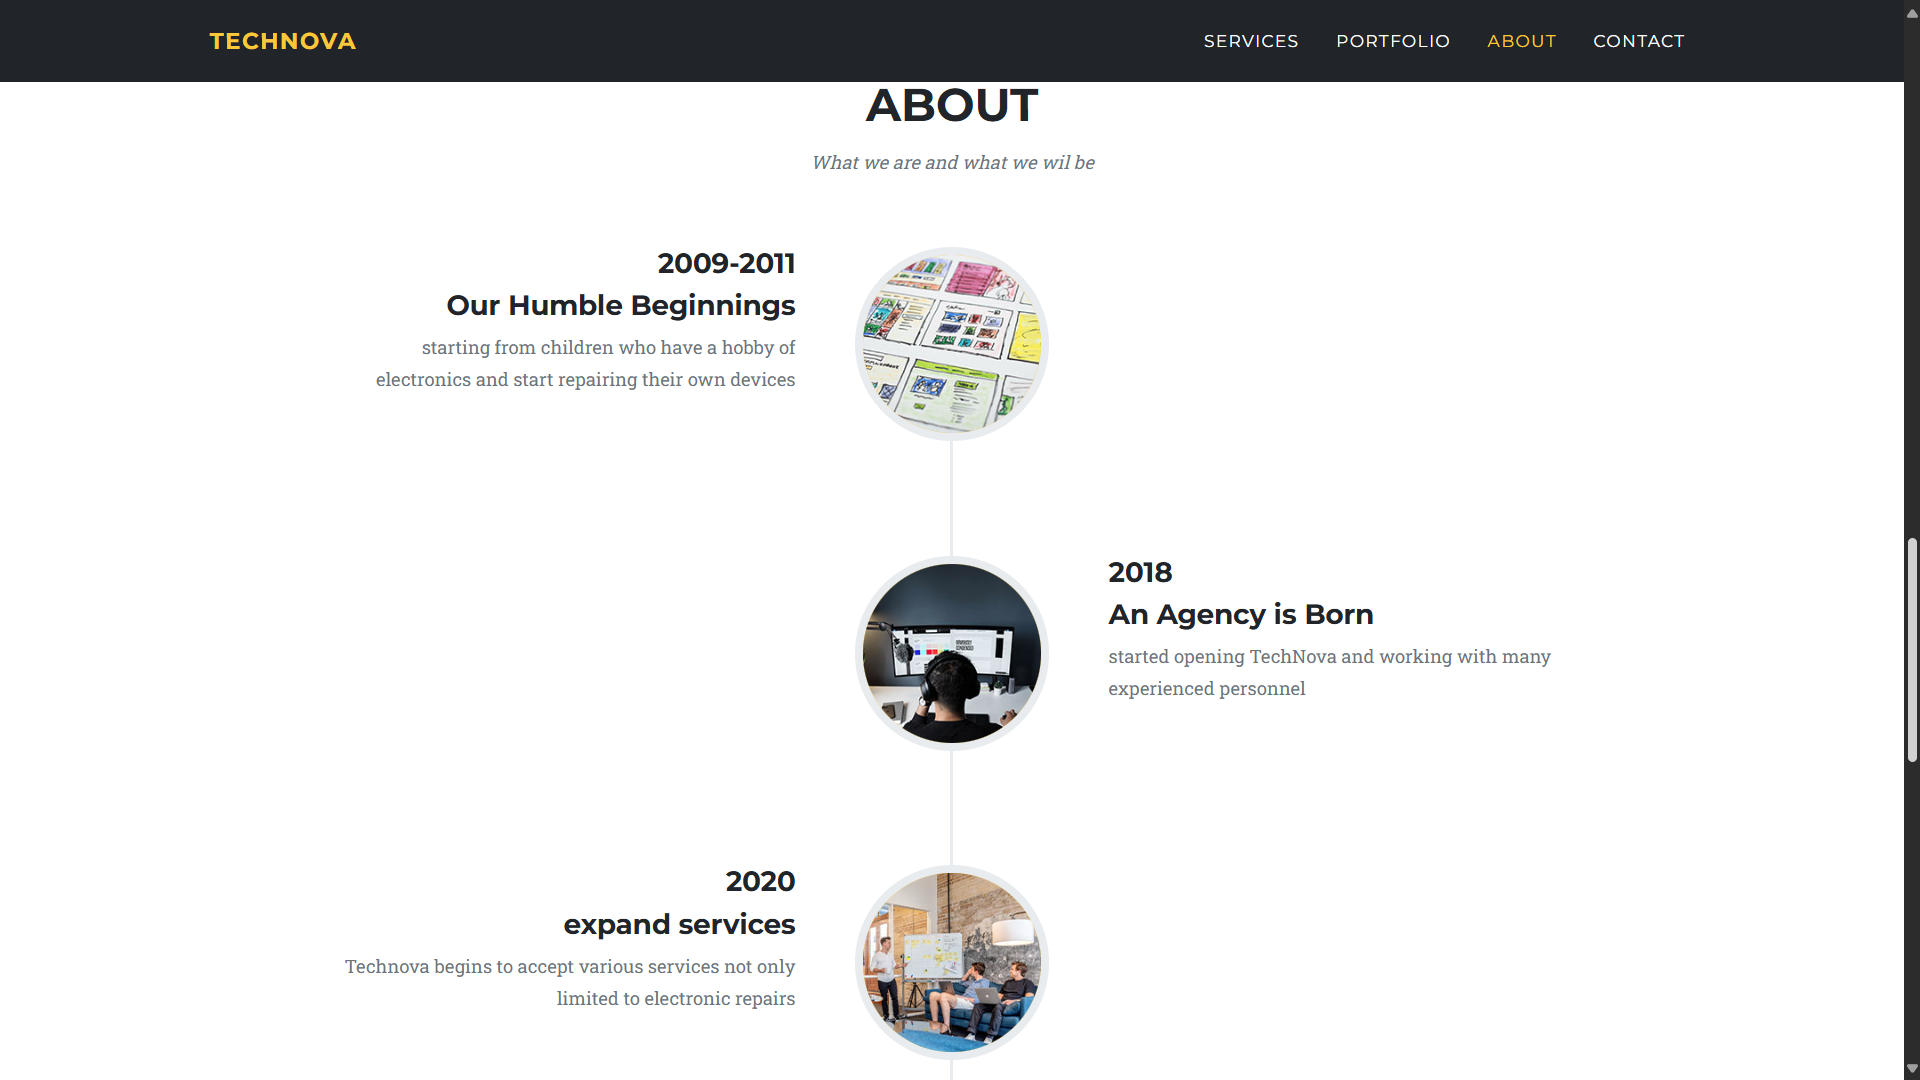 TECHNOVA
SERVICES PORTFOLIO ABOUT CONTACT
ABOUT
What we are and what we wil be
2009-2011
Our Humble Beginnings
starting from children who have a hobby of
electronics and start repairing their own devices
2018
An Agency is Born
started opening TechNova and working with many
experienced personnel
2020
expand services
Technova begins to accept various services not only
limited to electronic repairs